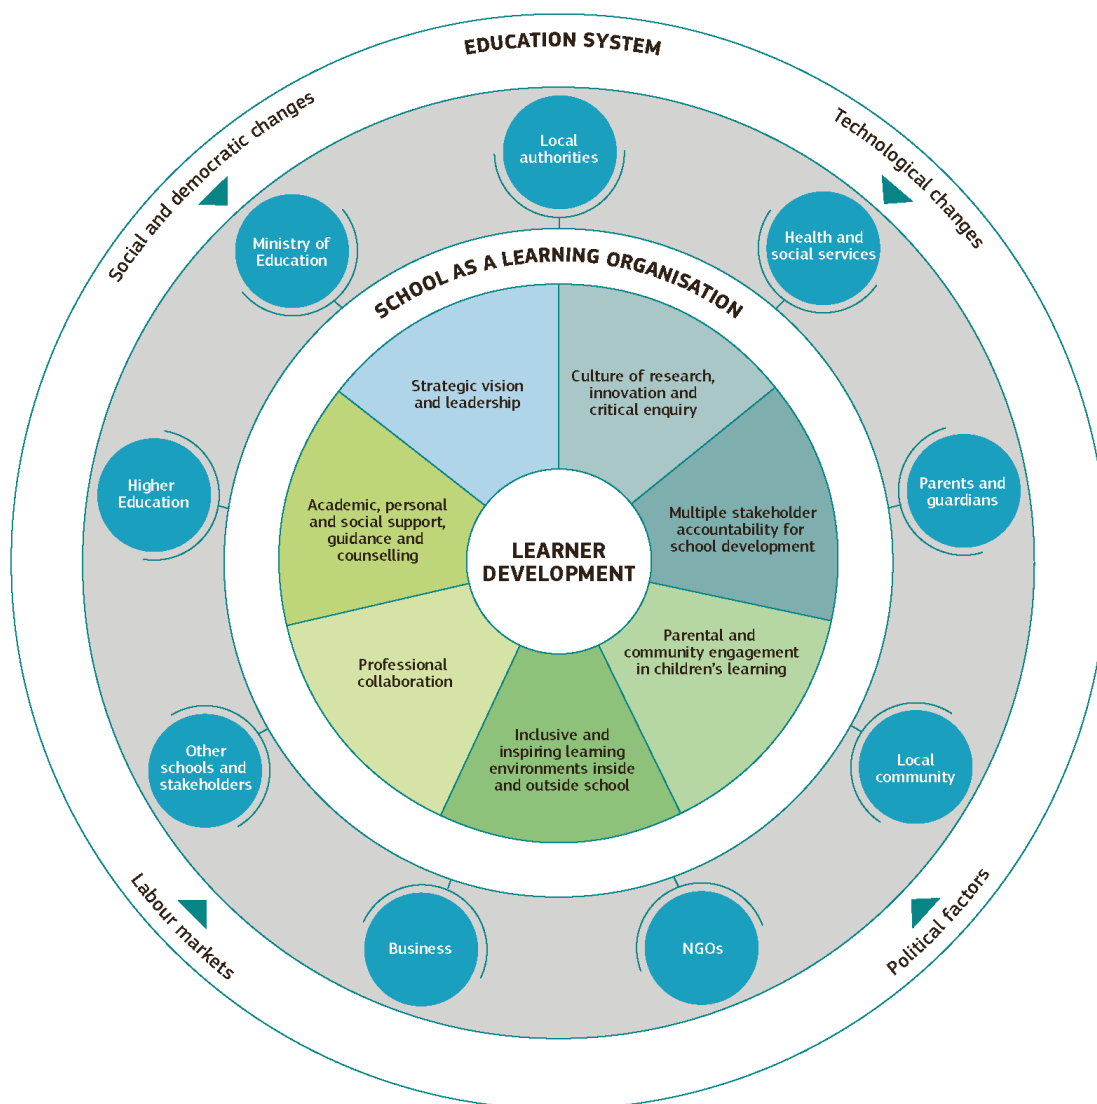 EDUCATION SYSTEM
Social and democratic changes
Technological changes
Local
authorities
Ministry of
Education
Health and
social services
SCHOOL AS A LEARNING ORGANISATION
Strategic vision
and leadership
Culture of research,
innovation and
critical enquiry
Higher
Education
Parents and
guardians
Academic, personal
and social support,
guidance and
counselling
Multiple stakeholder
accountability for
school development
LEARNER
DEVELOPMENT
Professional
collaboration
Parental and
community engagement
in children's learning
Inclusive and
inspiring learning
environments inside
and outside school
Other
schools and
stakeholders
Local
community
Business
NGOs
Labour markets
Political factors